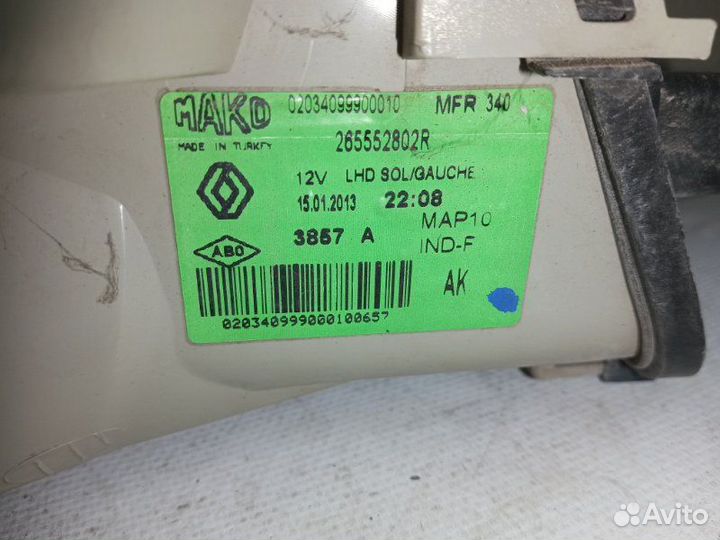 MAKO 02034099900010 MFR 340
MADE IN TURKEY 265552802R
12V LHD SOL/GAUCHE
15.01.2013 22:08
3857 A MAP10
ABO IND-F
AK
020340999000100657
Avito